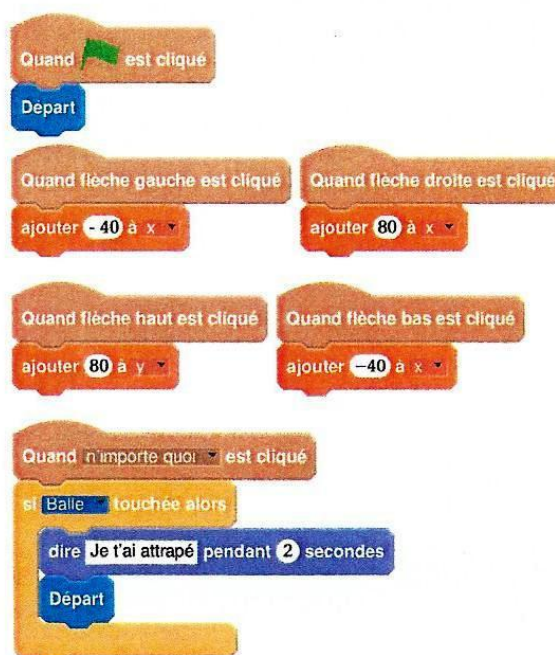 Quand est cliqué
Départ
Quand flèche gauche est cliqué
ajouter - 40 à x
Quand flèche droite est cliqué
ajouter 80 à x
Quand flèche haut est cliqué
ajouter 80 à y
Quand flèche bas est cliqué
ajouter −40 à x
Quand n'importe quoi est cliqué
si Balle touchée alors
dire Je t'ai attrapé pendant 2 secondes
Départ